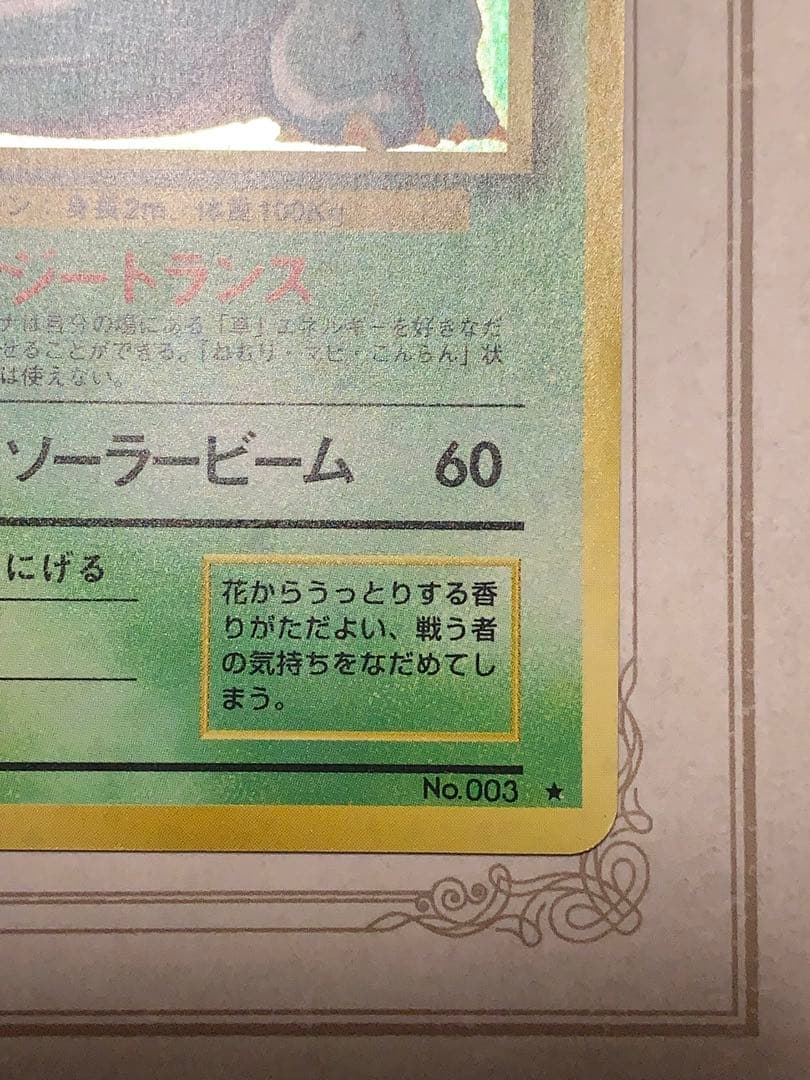 ン：身長2m、体重100Kg
ジートランス
は自分の場にある「草」エネルギーを好きなだ
せることができる。「ねむり・マヒ・こんらん」状
は使えない。
ソーラービーム 60
にげる
花からうっとりする香
りがただよい、戦う者
の気持ちをなだめてし
まう。
No.003 ★